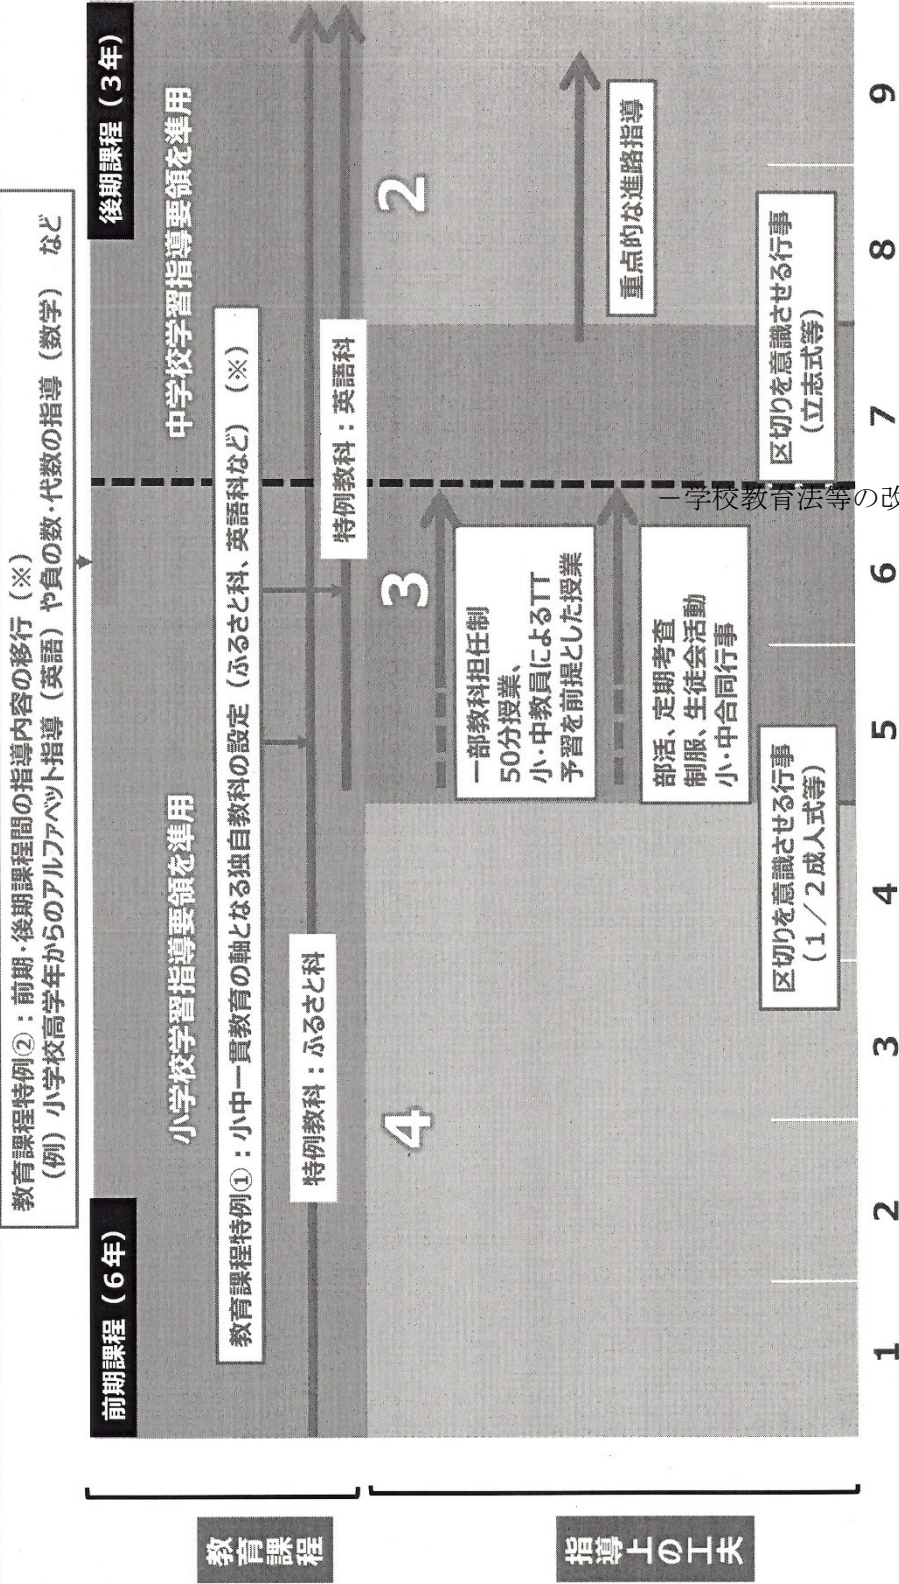 教育課程特例②：前期・後期課程間の指導内容の移行（※）
（例）小学校高学年からのアルファベット指導（英語）や負の数・代数の指導（数学）　など
前期課程（６年）
後期課程（３年）
小学校学習指導要領を準用
中学校学習指導要領を準用
教育課程特例①：小中一貫教育の軸となる独自教科の設定（ふるさと科、英語科など）（※）
特例教科：ふるさと科
特例教科：英語科
教育課程
4
3
2
一部教科担任制
50分授業、
小・中教員によるTT
予習を前提とした授業
部活、定期考査
制服、生徒会活動
小・中合同行事
重点的な進路指導
指導上の工夫
区切りを意識させる行事
（１／２成人式等）
区切りを意識させる行事
（立志式等）
1 2 3 4 5 6 7 8 9
－学校教育法等の改